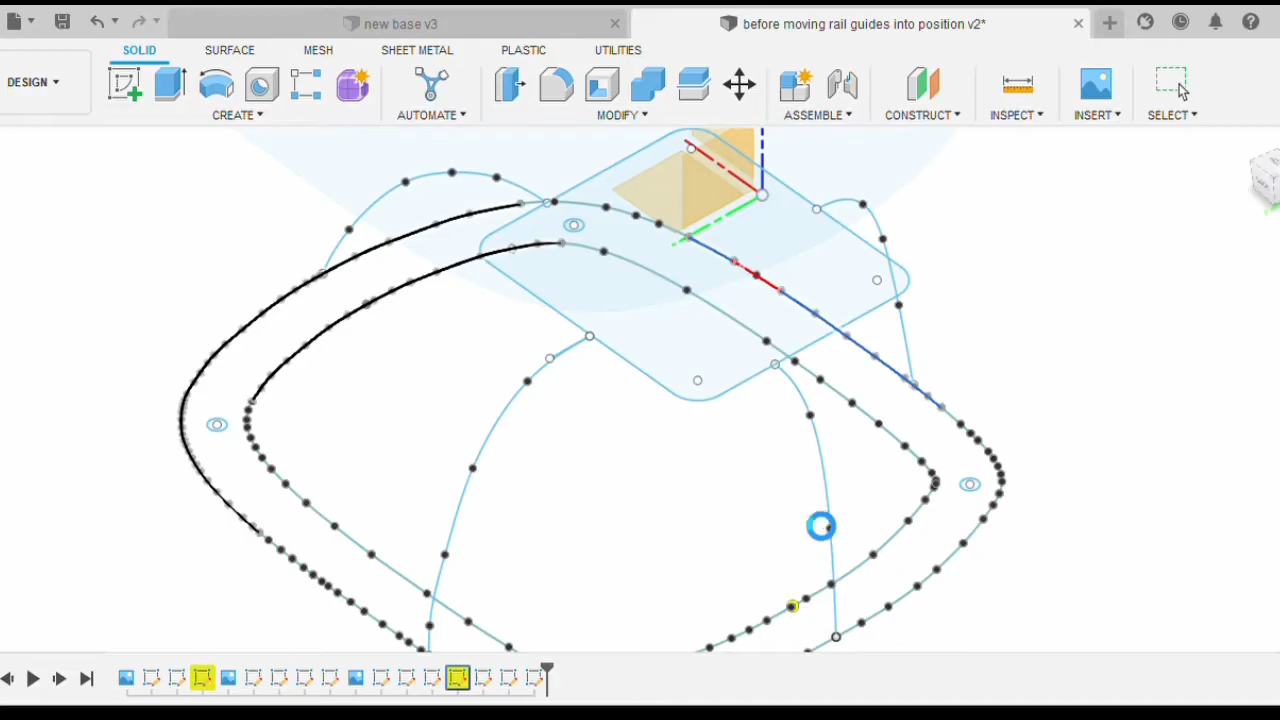 new base v3
before moving rail guides into position v2*
DESIGN
SOLID
SURFACE
MESH
SHEET METAL
PLASTIC
UTILITIES
CREATE
AUTOMATE
MODIFY
ASSEMBLE
CONSTRUCT
INSPECT
INSERT
SELECT